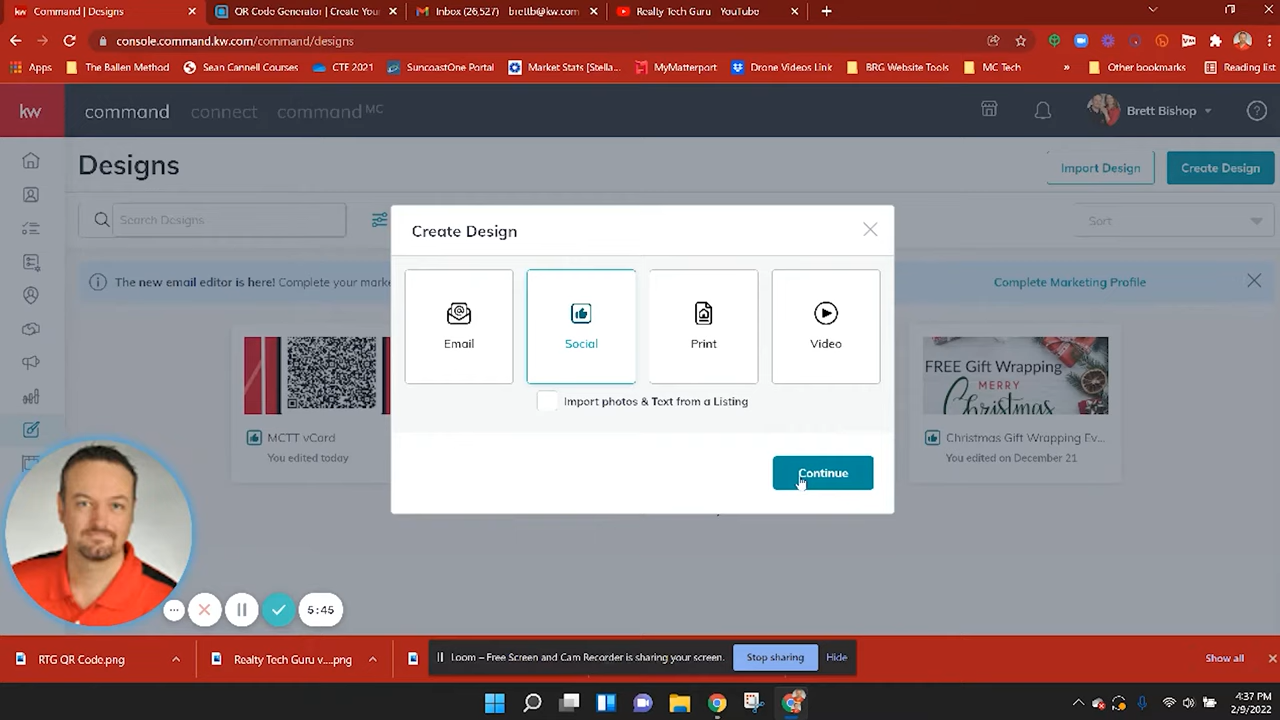 Command | Designs
QR Code Generator | Create You
Inbox (26,527) brettb@kw.com
Realty Tech Guru - YouTube
console.command.kw.com/command/designs
Apps
The Ballen Method
Sean Cannell Courses
CTE 2021
SuncoastOne Portal
Market Stats [Stella...
MyMatterport
Drone Videos Link
BRG Website Tools
MC Tech
»
Other bookmarks
Reading list
kw
command
connect
command MC
Brett Bishop
Designs
Import Design
Create Design
Search Designs
Sort
The new email editor is here! Complete your marke
Complete Marketing Profile
Create Design
Email
Social
Print
Video
Import photos & Text from a Listing
Continue
MCTT vCard
You edited today
FREE Gift Wrapping
MERRY
Christmas
Christmas Gift Wrapping Ev...
You edited on December 21
5:45
RTG QR Code.png
Realty Tech Guru v....png
Loom – Free Screen and Cam Recorder is sharing your screen.
Stop sharing
Hide
Show all
4:37 PM
2/9/2022